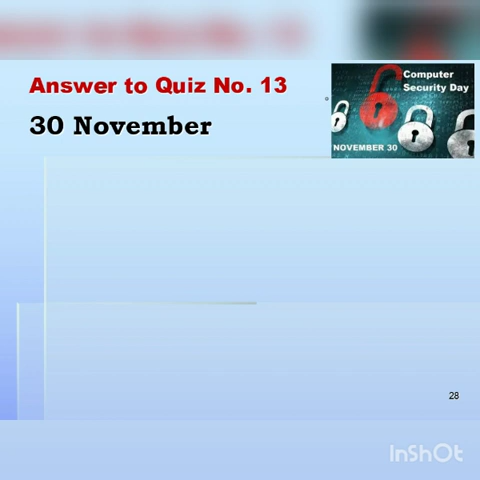 Answer to Quiz No. 13
30 November
Computer
Security Day
NOVEMBER 30
28
InShOt